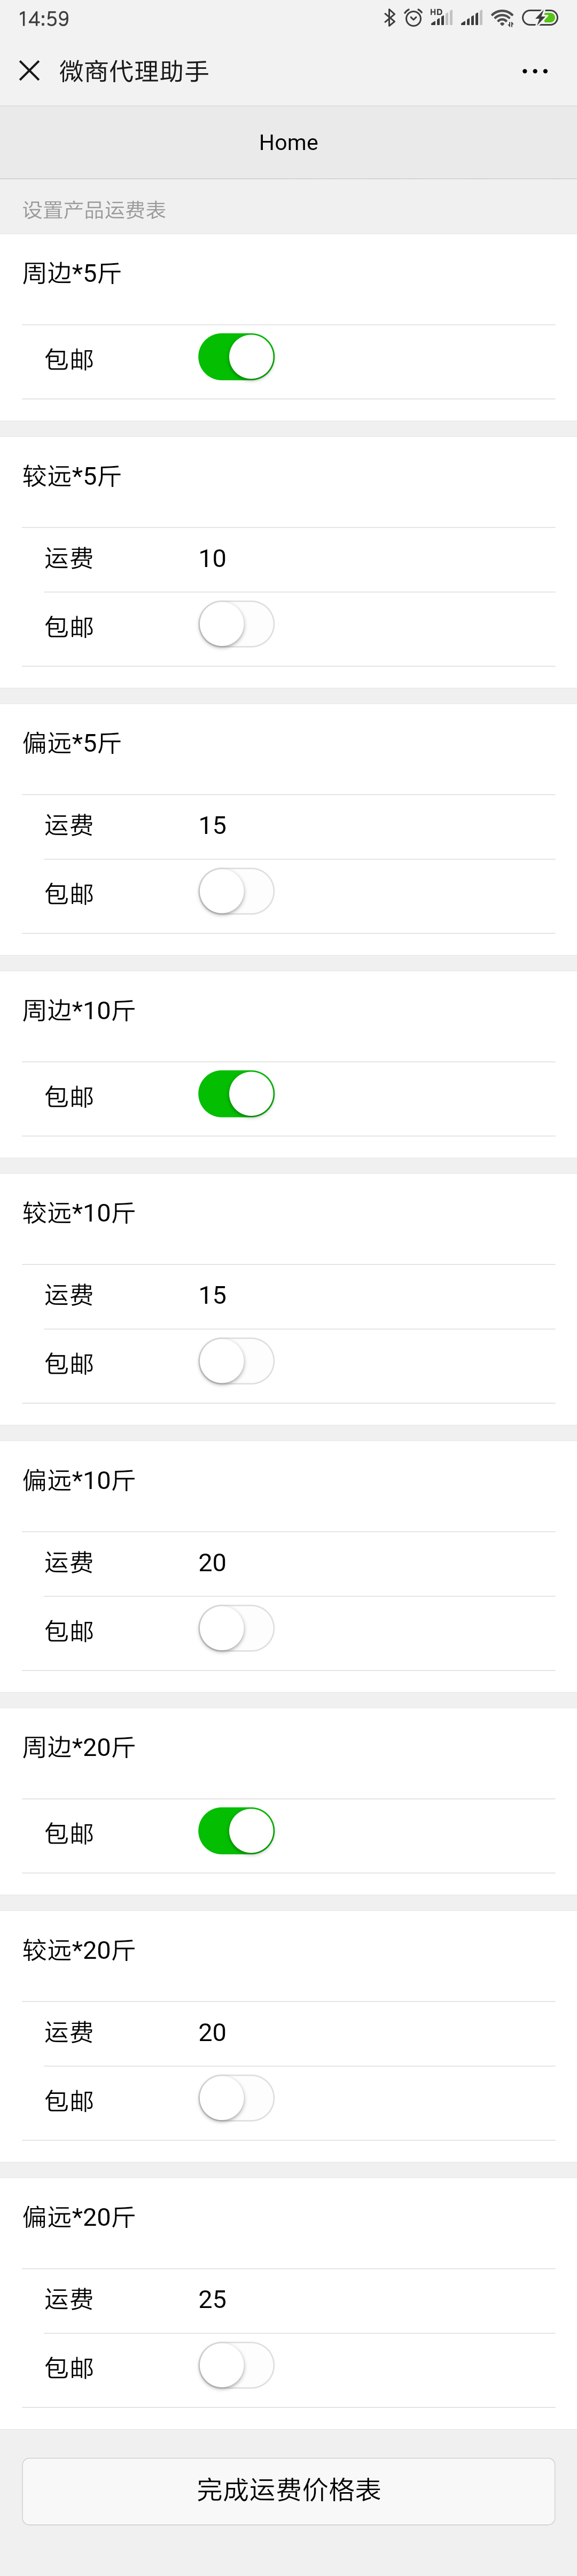 14:59
HD
微商代理助手
Home
设置产品运费表
周边*5斤
包邮
较远*5斤
运费 10
包邮
偏远*5斤
运费 15
包邮
周边*10斤
包邮
较远*10斤
运费 15
包邮
偏远*10斤
运费 20
包邮
周边*20斤
包邮
较远*20斤
运费 20
包邮
偏远*20斤
运费 25
包邮
完成运费价格表